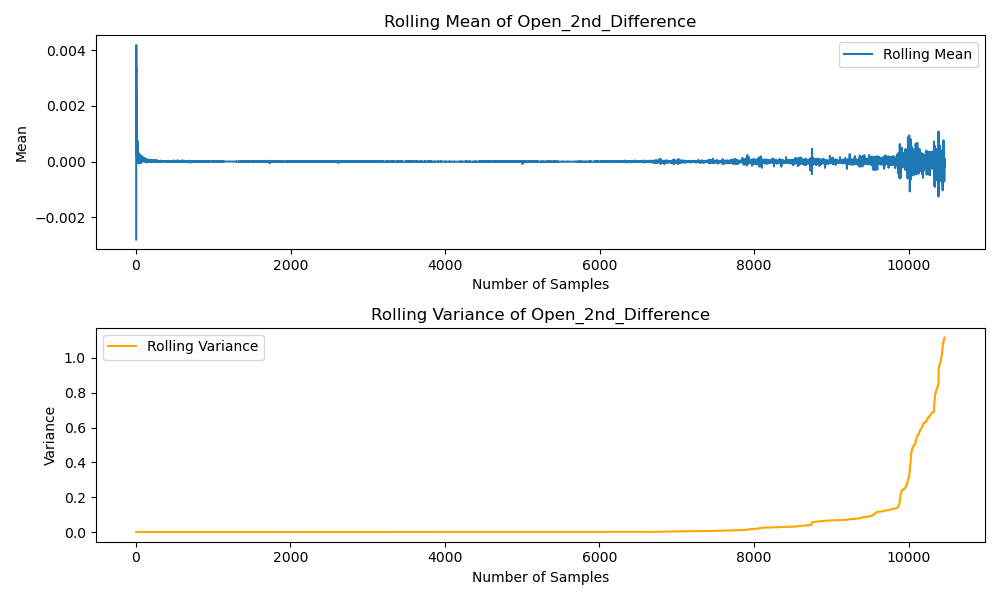 Rolling Mean of Open_2nd_Difference
0.004
0.002
0.000
−0.002
Mean
Rolling Mean
0 2000 4000 6000 8000 10000
Number of Samples
Rolling Variance of Open_2nd_Difference
1.0
0.8
0.6
0.4
0.2
0.0
Variance
Rolling Variance
0 2000 4000 6000 8000 10000
Number of Samples